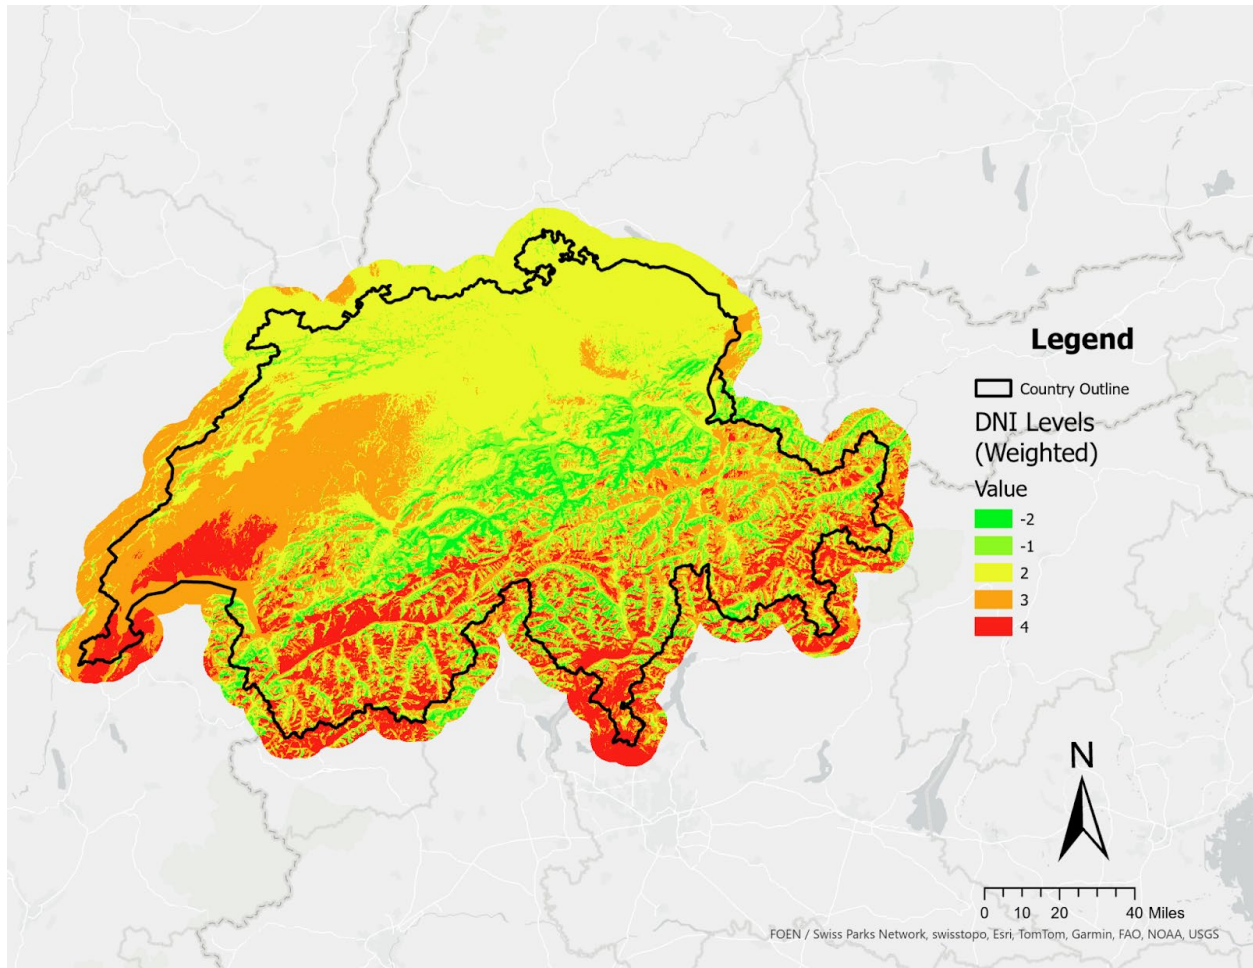 Legend
Country Outline
DNI Levels
(Weighted)
Value
-2
-1
2
3
4
N
0 10 20 40 Miles
FOEN / Swiss Parks Network, swisstopo, Esri, TomTom, Garmin, FAO, NOAA, USGS